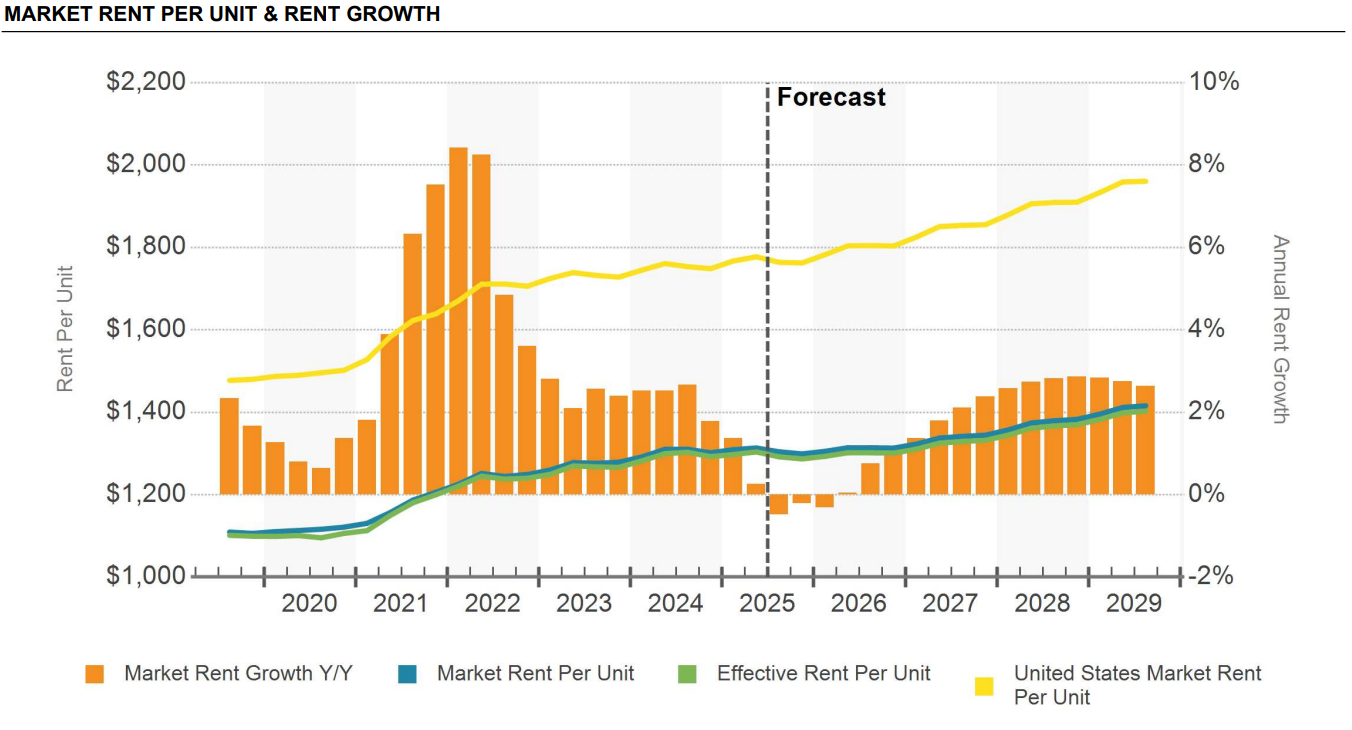 MARKET RENT PER UNIT & RENT GROWTH
$2,200
10%
Forecast
$2,000
8%
$1,800
6%
$1,600
4%
$1,400
2%
$1,200
0%
$1,000
-2%
Rent Per Unit
Annual Rent Growth
2020 2021 2022 2023 2024 2025 2026 2027 2028 2029
Market Rent Growth Y/Y Market Rent Per Unit Effective Rent Per Unit United States Market Rent
Per Unit